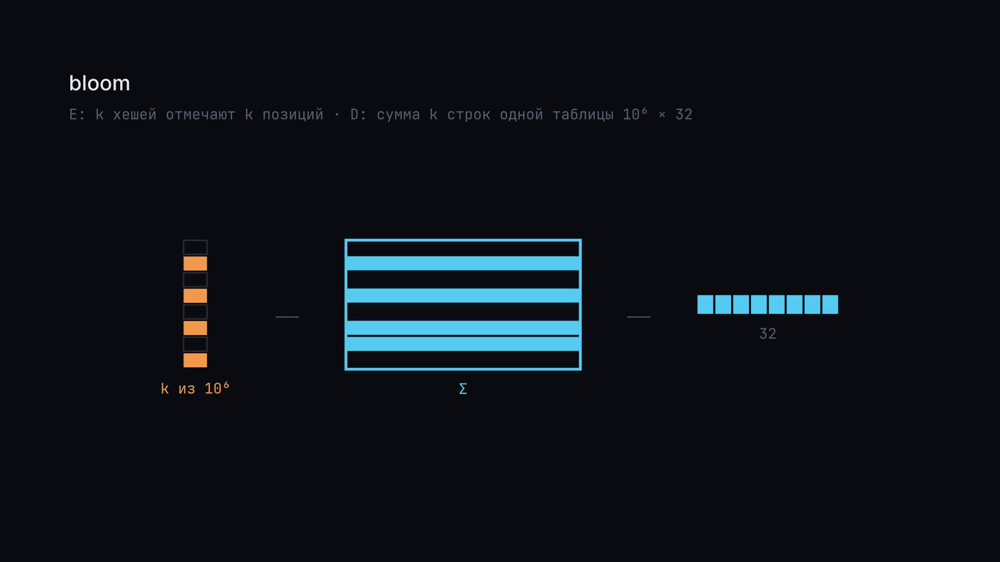 bloom
E: k хешей отмечают k позиций · D: сумма k строк одной таблицы 10⁶ × 32
32
k из 10⁶
Σ